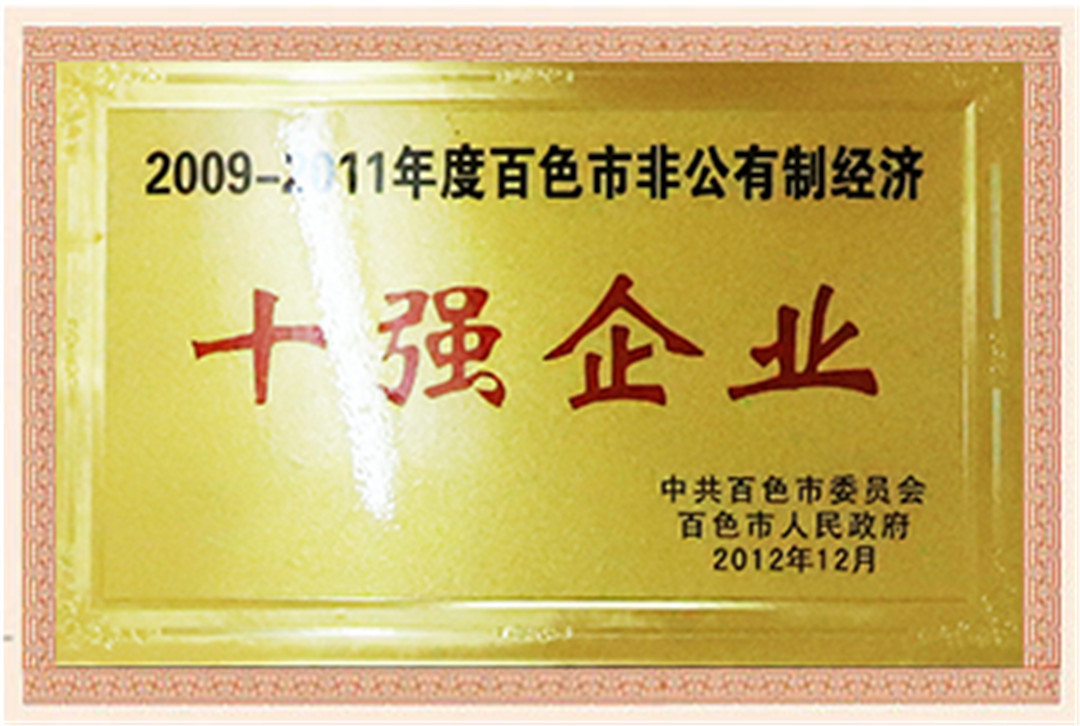 2009-2011年度百色市非公有制经济
十强企业
中共百色市委员会
百色市人民政府
2012年12月